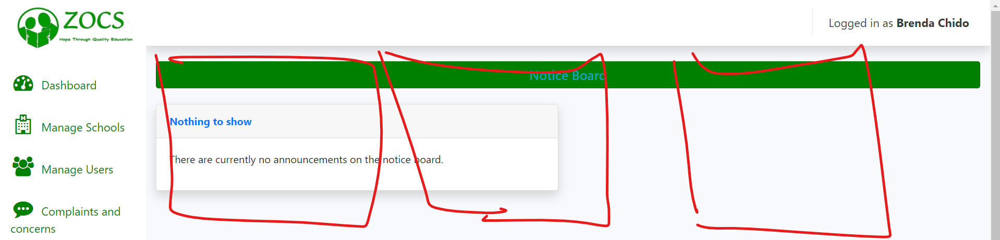 ZOCS
Hope Through Quality Education
Logged in as Brenda Chido
Dashboard
Manage Schools
Manage Users
Complaints and
concerns
Notice Board
Nothing to show
There are currently no announcements on the notice board.